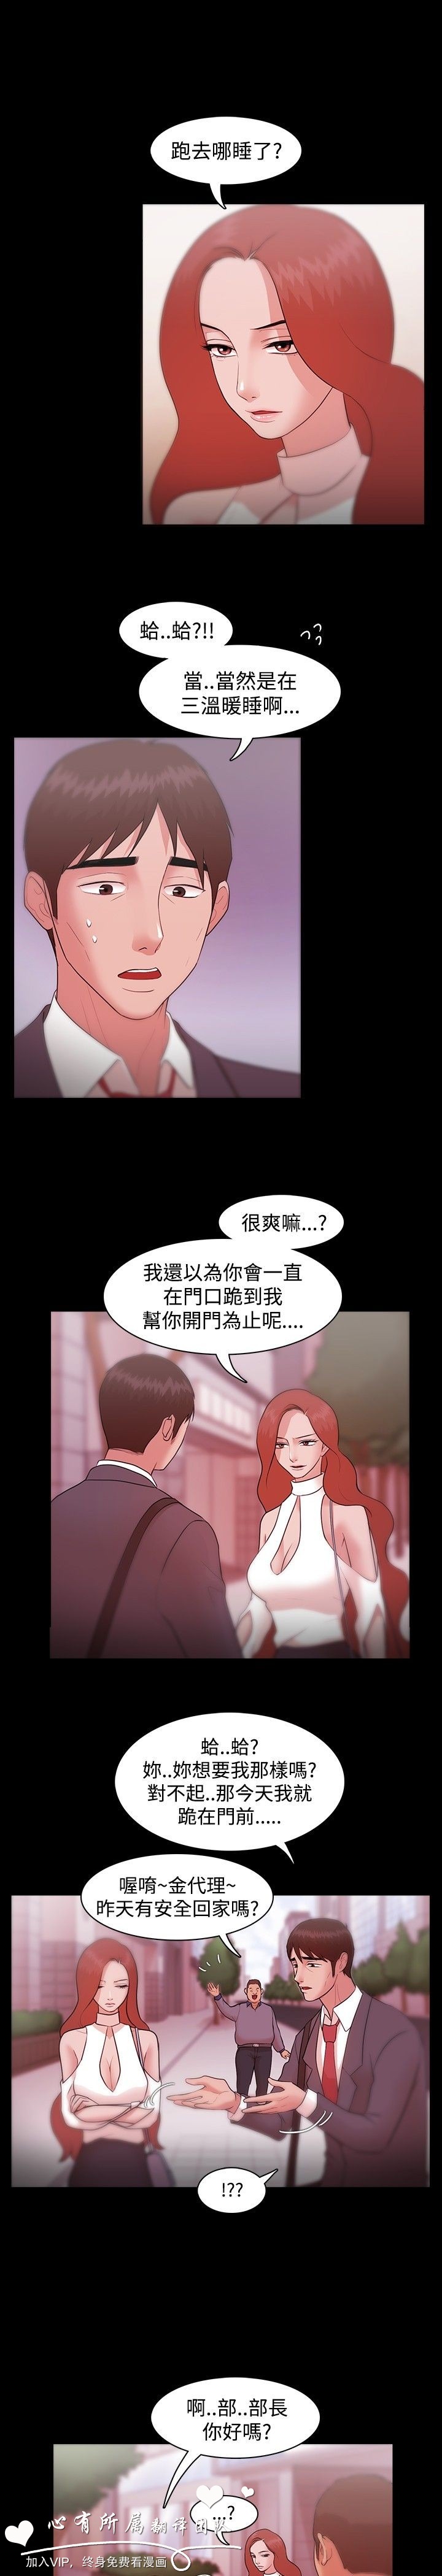 跑去哪睡了?
蛤..蛤?!!
當..當然是在
三溫暖睡啊...
很爽嘛...?
我還以為你會一直
在門口跪到我
幫你開門為止呢....
蛤..蛤?
妳..妳想要我那樣嗎?
對不起..那今天我就
跪在門前.....
喔唷~金代理~
昨天有安全回家嗎?
!??
啊..部..部長
你好嗎?
...?
心有所属翻译团队
加入VIP，终身免费看漫画